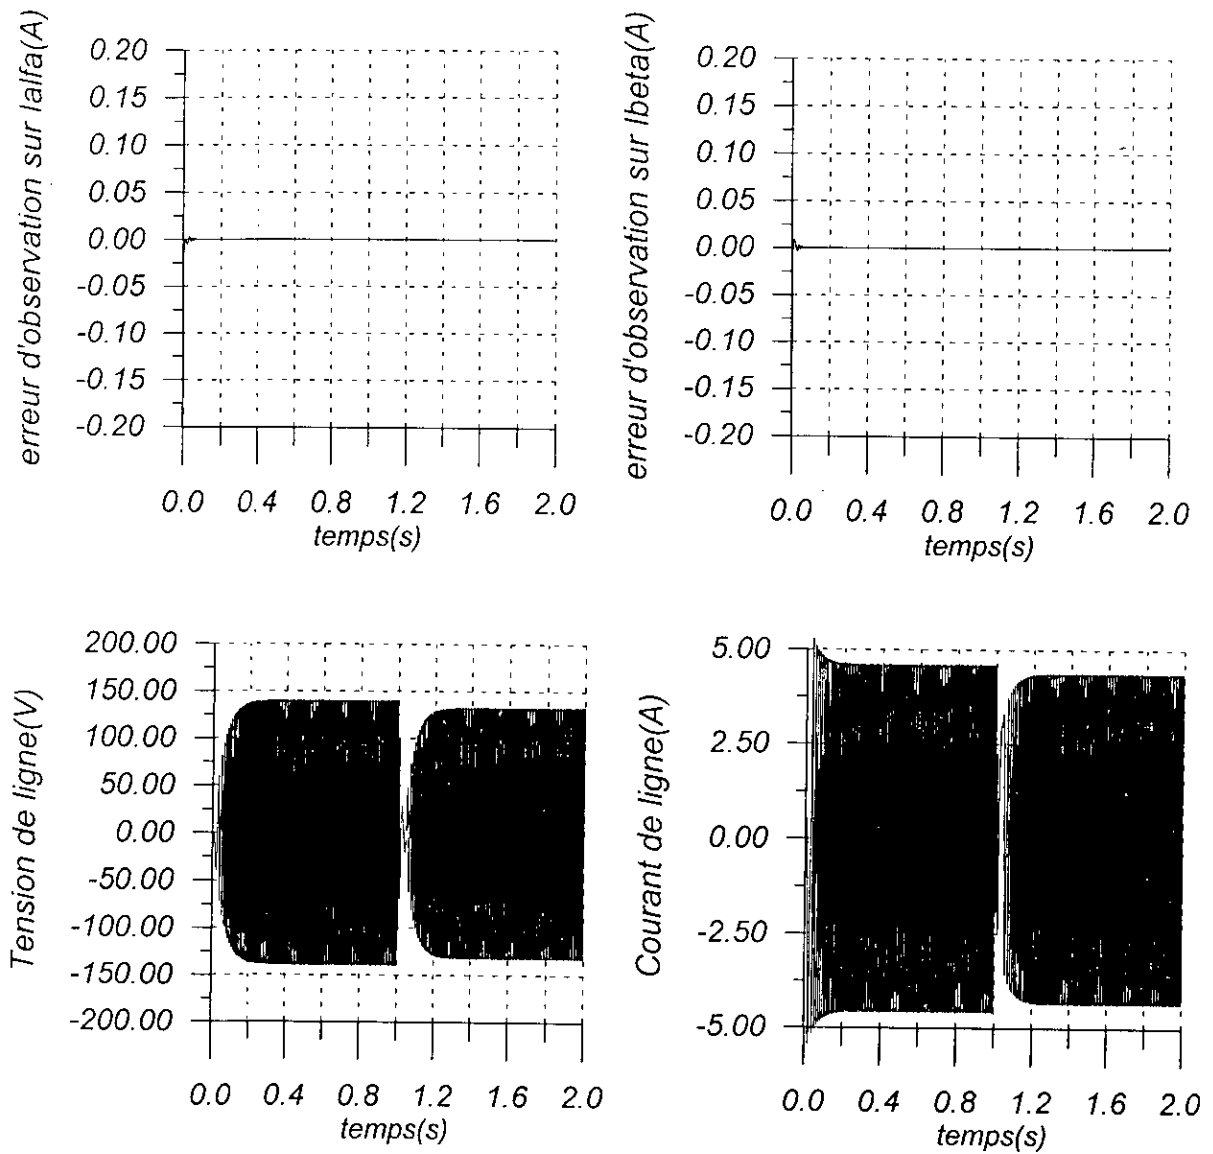 erreur d'observation sur Ialfa(A)
0.20
0.15
0.10
0.05
0.00
-0.05
-0.10
-0.15
-0.20
0.0 0.4 0.8 1.2 1.6 2.0
temps(s)
erreur d'observation sur Ibeta(A)
0.20
0.15
0.10
0.05
0.00
-0.05
-0.10
-0.15
-0.20
0.0 0.4 0.8 1.2 1.6 2.0
temps(s)
Tension de ligne(V)
200.00
150.00
100.00
50.00
0.00
-50.00
-100.00
-150.00
-200.00
0.0 0.4 0.8 1.2 1.6 2.0
temps(s)
Courant de ligne(A)
5.00
2.50
0.00
-2.50
-5.00
0.0 0.4 0.8 1.2 1.6 2.0
temps(s)